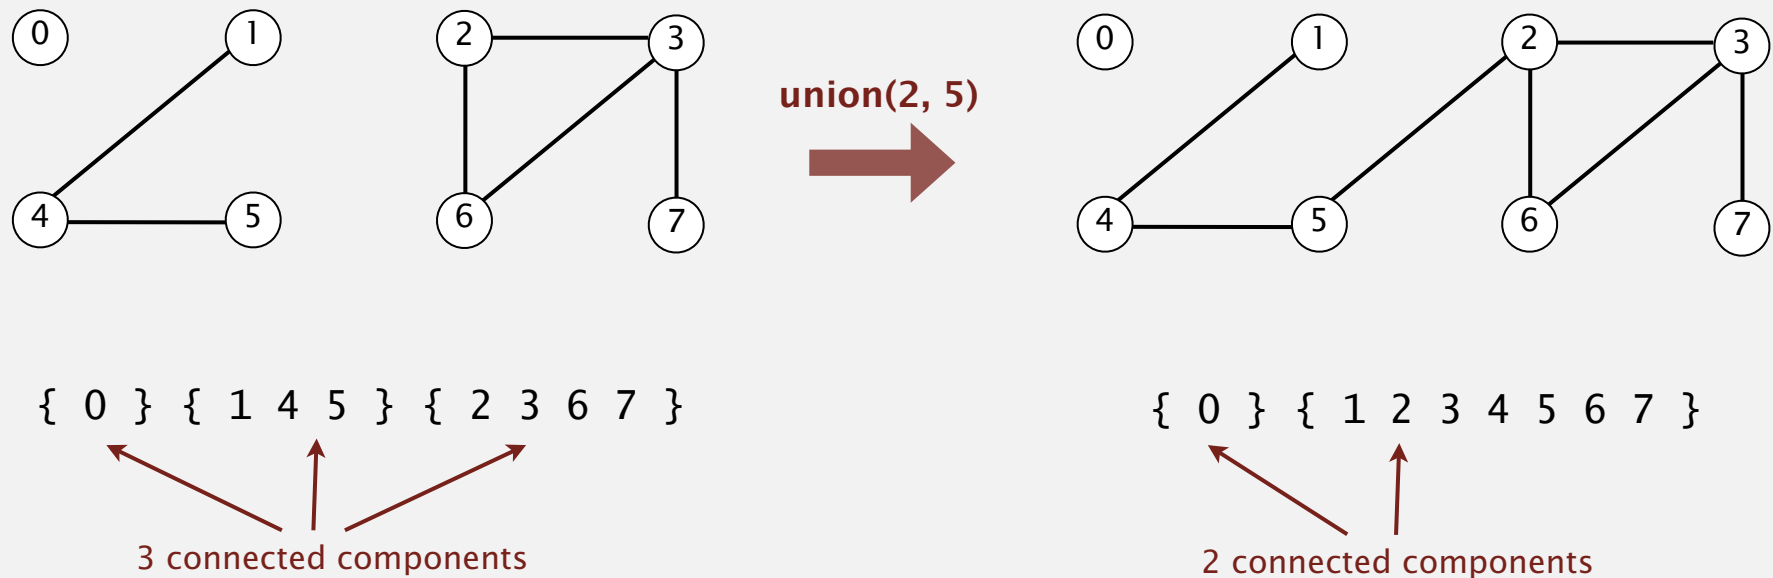 0 1 2 3
4 5 6 7
union(2, 5)
0 1 2 3
4 5 6 7
{ 0 } { 1 4 5 } { 2 3 6 7 }
3 connected components
{ 0 } { 1 2 3 4 5 6 7 }
2 connected components